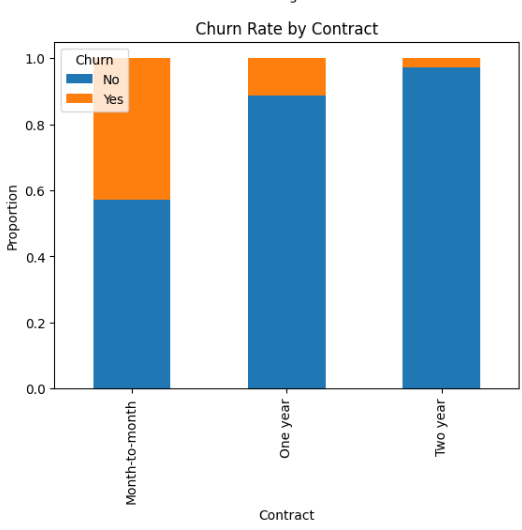 Churn Rate by Contract
Churn
No
Yes
1.0
0.8
0.6
0.4
0.2
0.0
Proportion
Month-to-month
One year
Two year
Contract